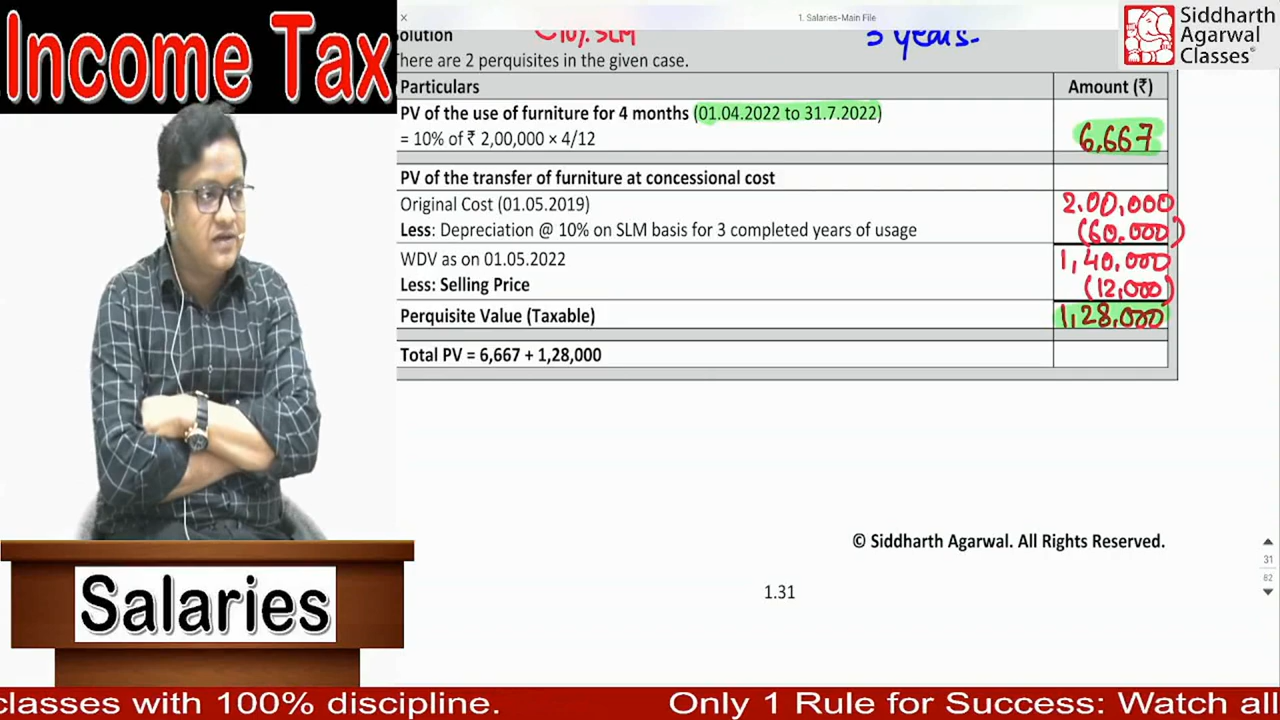 Income Tax
1. Salaries-Main File
Siddharth
Agarwal
Classes
Solution
10% SLM
3 years.
There are 2 perquisites in the given case.
Particulars Amount (₹)
PV of the use of furniture for 4 months (01.04.2022 to 31.7.2022)
= 10% of ₹ 2,00,000 × 4/12 6,667
PV of the transfer of furniture at concessional cost
Original Cost (01.05.2019) 2,00,000
Less: Depreciation @ 10% on SLM basis for 3 completed years of usage (60,000)
WDV as on 01.05.2022 1,40,000
Less: Selling Price (12,000)
Perquisite Value (Taxable) 1,28,000
Total PV = 6,667 + 1,28,000
© Siddharth Agarwal. All Rights Reserved.
31
82
1.31
Salaries
classes with 100% discipline. Only 1 Rule for Success: Watch all